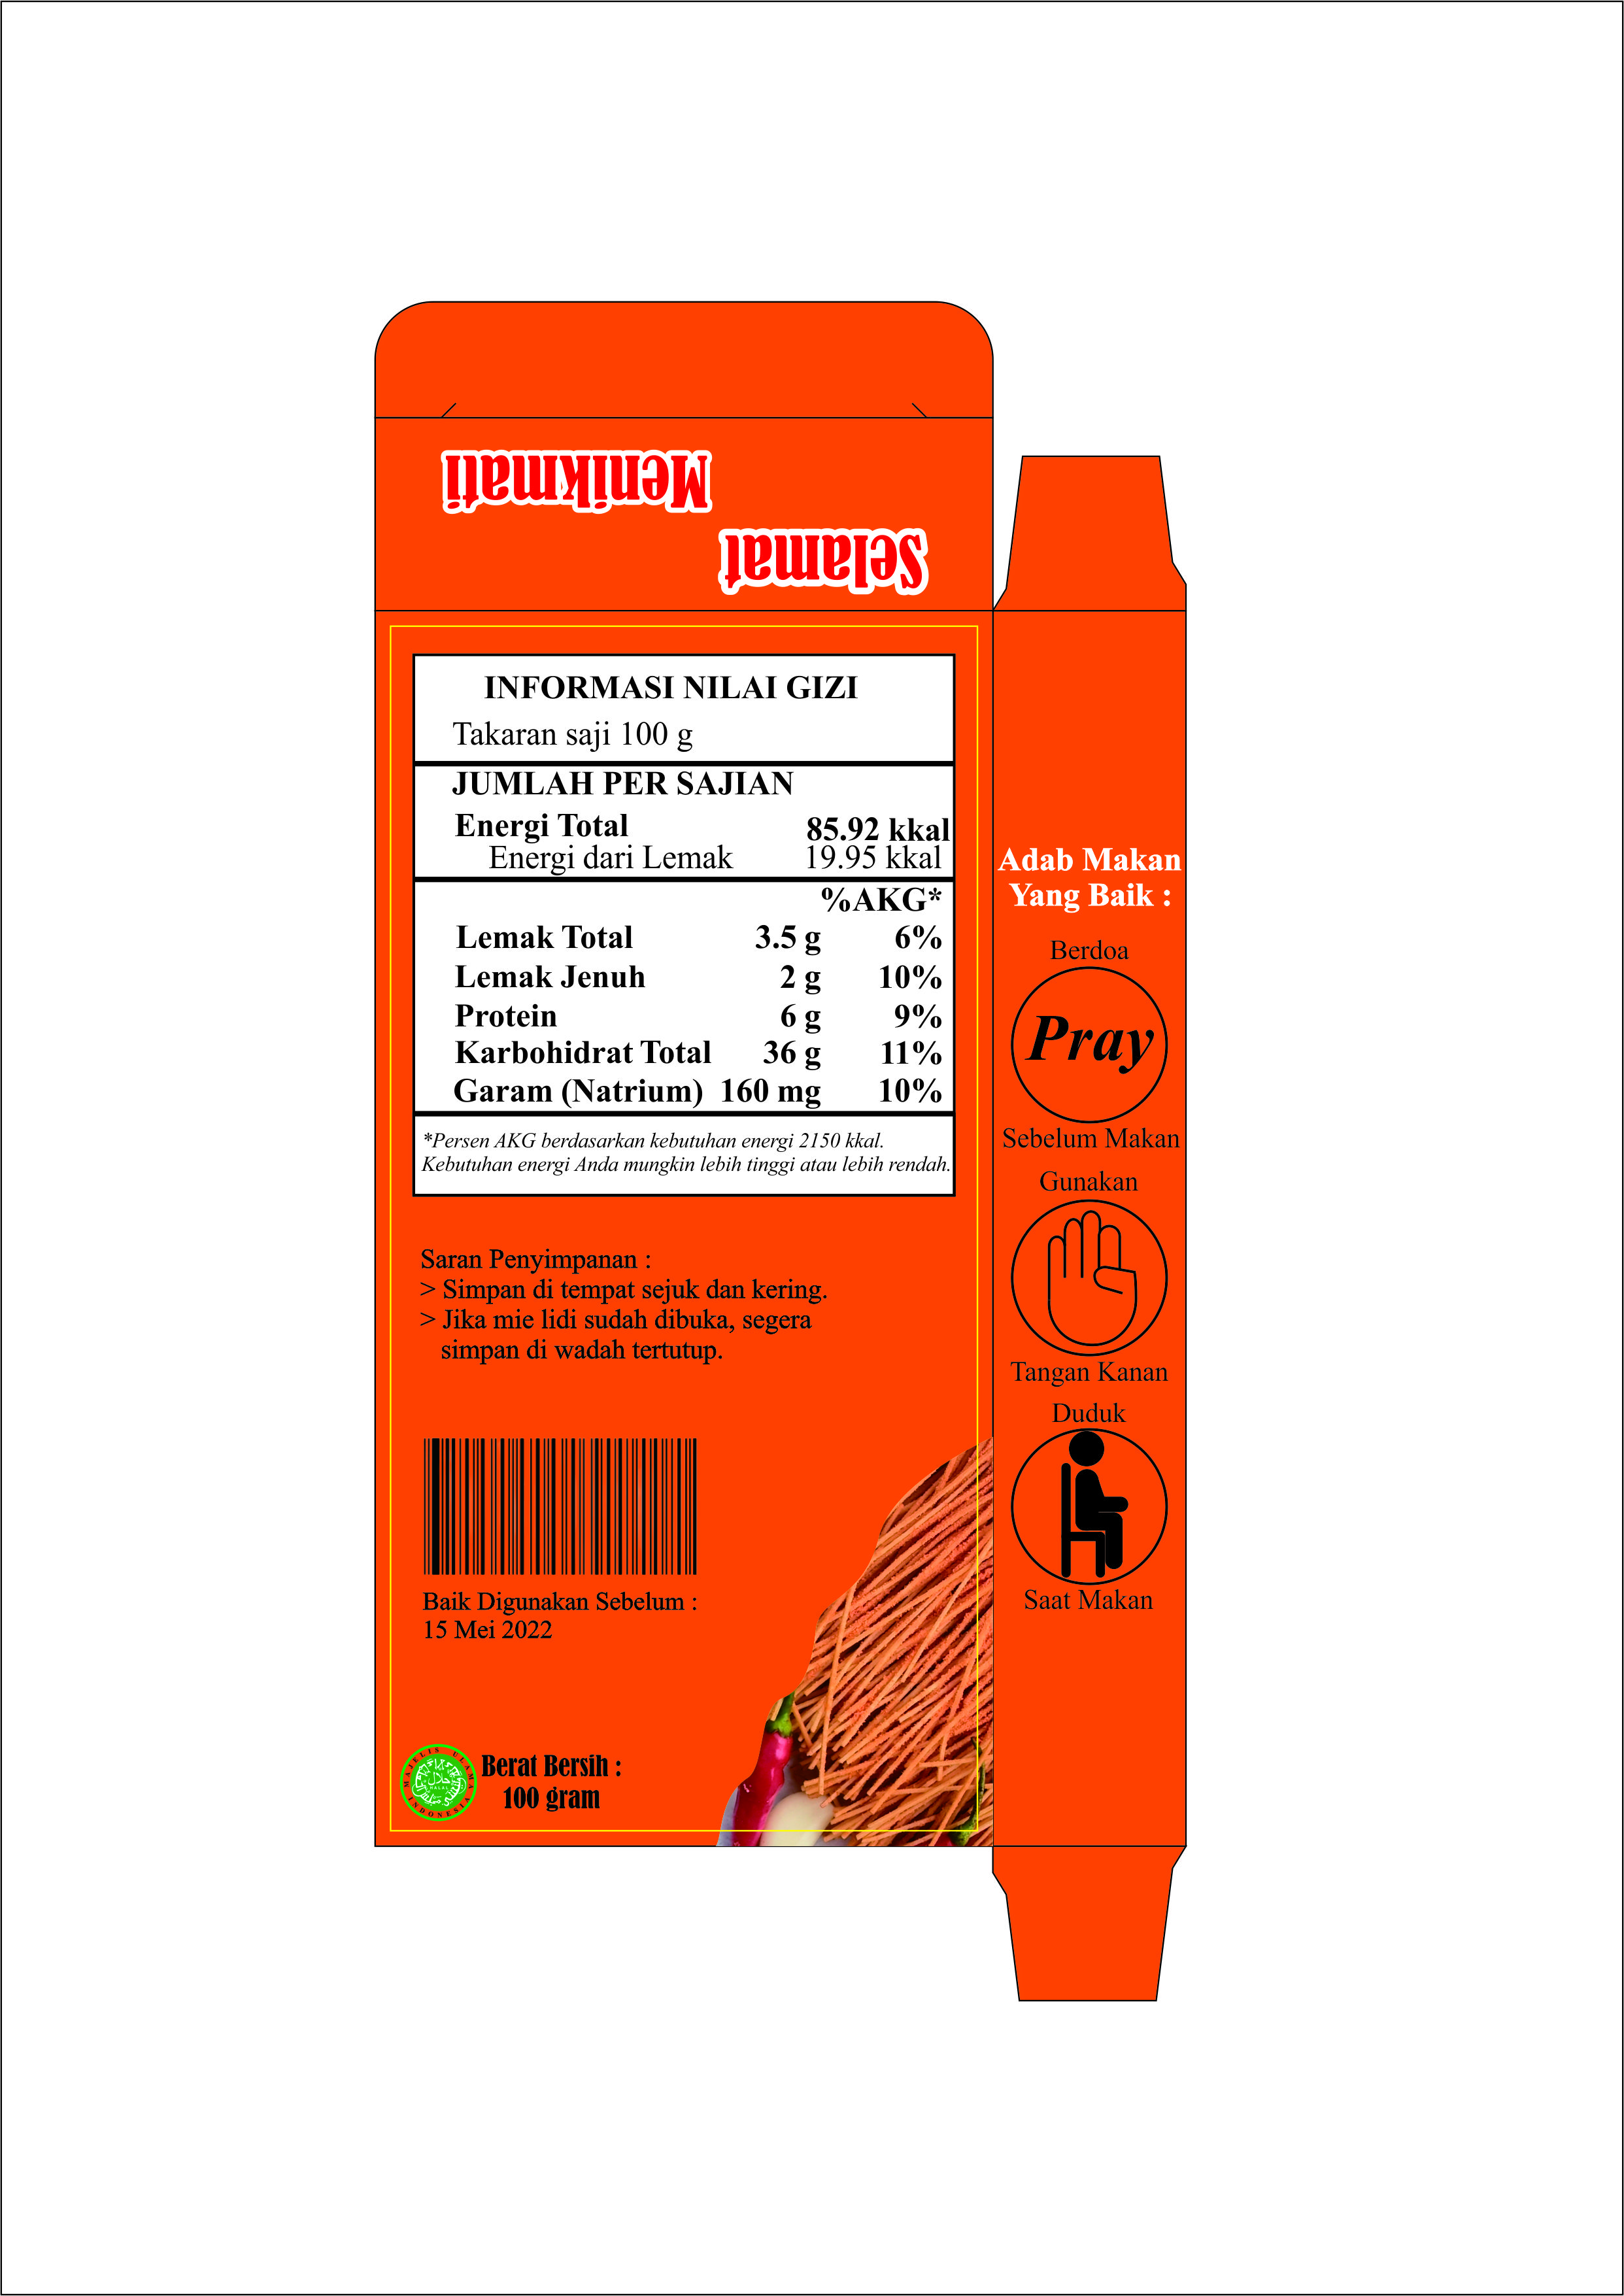 Selamat
Menikmati
INFORMASI NILAI GIZI
Takaran saji 100 g
JUMLAH PER SAJIAN
Energi Total 85.92 kkal
Energi dari Lemak 19.95 kkal
%AKG*
Lemak Total 3.5 g 6%
Lemak Jenuh 2 g 10%
Protein 6 g 9%
Karbohidrat Total 36 g 11%
Garam (Natrium) 160 mg 10%
*Persen AKG berdasarkan kebutuhan energi 2150 kkal.
Kebutuhan energi Anda mungkin lebih tinggi atau lebih rendah.
Saran Penyimpanan :
> Simpan di tempat sejuk dan kering.
> Jika mie lidi sudah dibuka, segera
simpan di wadah tertutup.
Baik Digunakan Sebelum :
15 Mei 2022
MAJELIS ULAMA
INDONESIA
حلال
HALAL
Berat Bersih :
100 gram
Adab Makan
Yang Baik :
Berdoa
Pray
Sebelum Makan
Gunakan
Tangan Kanan
Duduk
Saat Makan